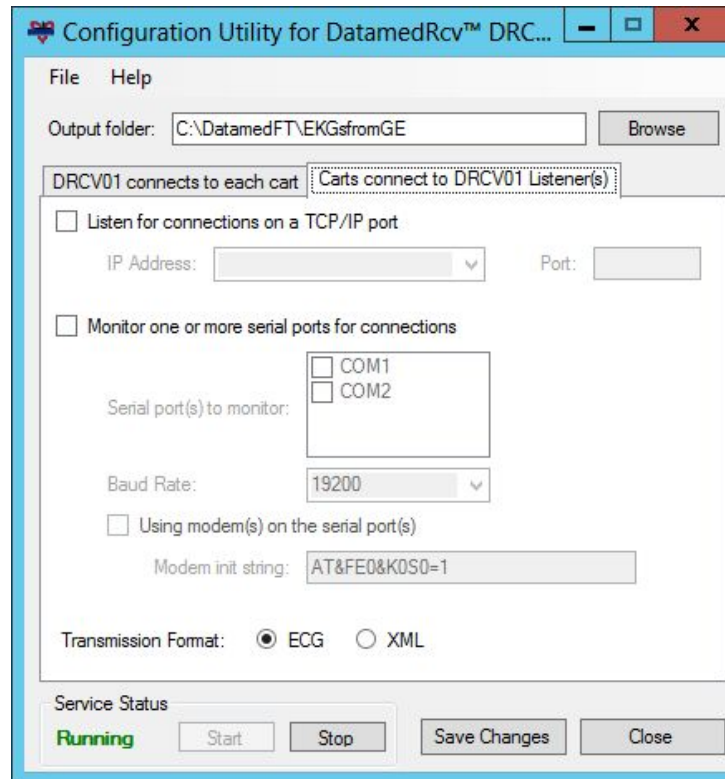 Configuration Utility for DatamedRcv™ DRC...
File Help
Output folder: C:\DatamedFT\EKGsfromGE Browse
DRCV01 connects to each cart Carts connect to DRCV01 Listener(s)
Listen for connections on a TCP/IP port
IP Address: Port:
Monitor one or more serial ports for connections
COM1
COM2
Serial port(s) to monitor:
Baud Rate: 19200
Using modem(s) on the serial port(s)
Modem init string: AT&FE0&K0S0=1
Transmission Format: ECG XML
Service Status
Running Start Stop Save Changes Close